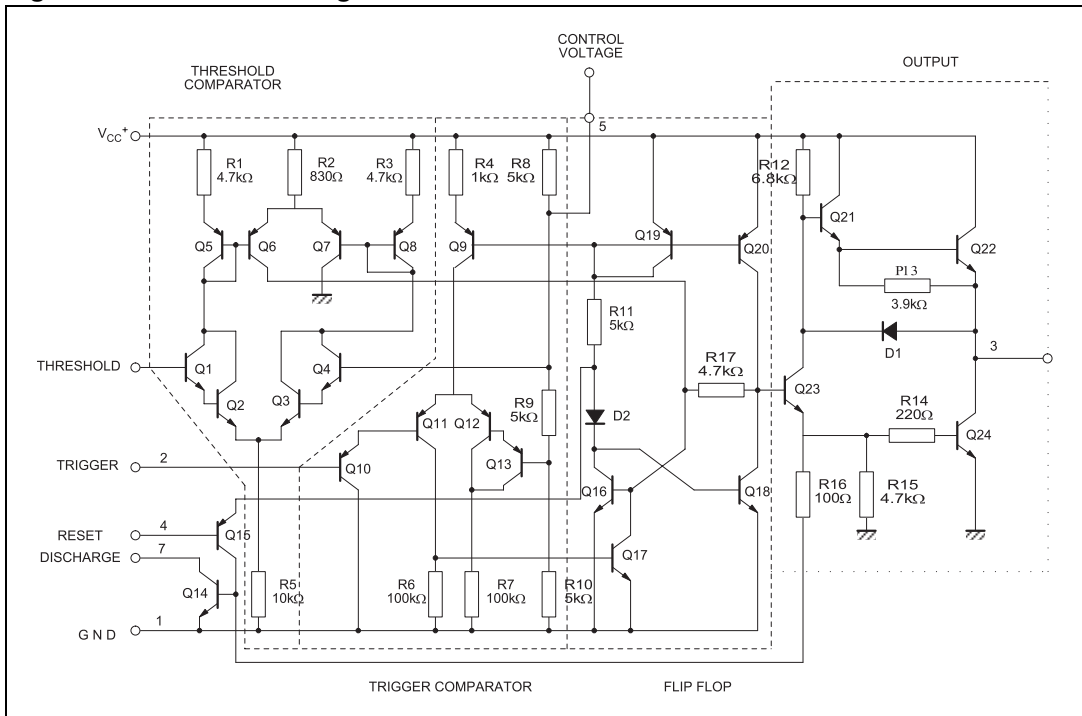 CONTROL
VOLTAGE
OUTPUT
THRESHOLD
COMPARATOR
5
VCC+
R1
4.7kΩ
R2
830Ω
R3
4.7kΩ
R4
1kΩ
R8
5kΩ
R12
6.8kΩ
Q21
Q5
Q6
Q7
Q8
Q9
Q19
Q20
Q22
PI 3
3.9kΩ
R11
5kΩ
D1
3
THRESHOLD
Q1
Q2
Q3
Q4
R17
4.7kΩ
Q23
R9
5kΩ
D2
R14
220Ω
Q24
Q11
Q12
TRIGGER
2
Q10
Q13
Q16
Q18
R16
100Ω
R15
4.7kΩ
RESET
4
Q15
DISCHARGE
7
Q17
Q14
R5
10kΩ
R6
100kΩ
R7
100kΩ
R10
5kΩ
GND
1
TRIGGER COMPARATOR
FLIP FLOP